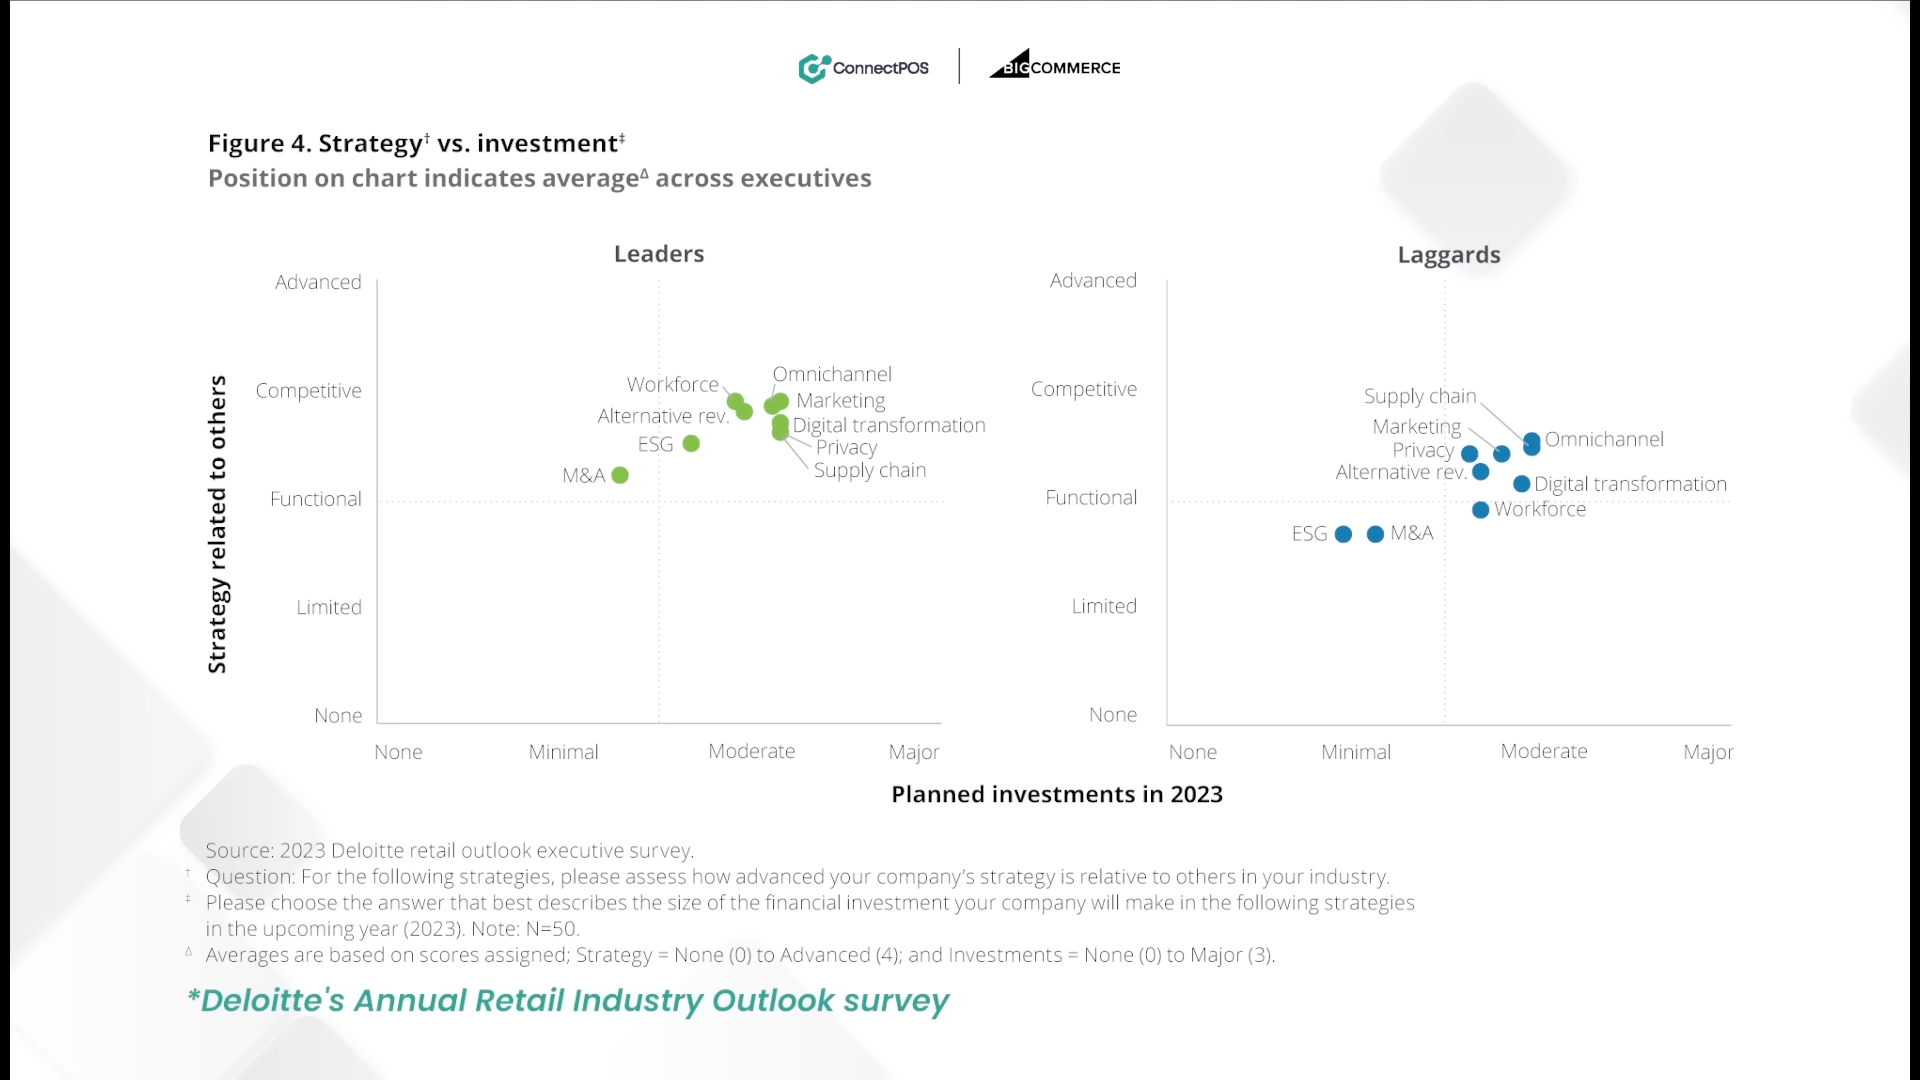 ConnectPOS
BIGCOMMERCE
Figure 4. Strategy† vs. investment‡
Position on chart indicates averageΔ across executives
Leaders
Advanced
Competitive
Functional
Limited
None
Strategy related to others
Workforce
Omnichannel
Marketing
Alternative rev.
Digital transformation
ESG
Privacy
Supply chain
M&A
None
Minimal
Moderate
Major
Laggards
Advanced
Competitive
Functional
Limited
None
Supply chain
Marketing
Omnichannel
Privacy
Alternative rev.
Digital transformation
Workforce
ESG
M&A
None
Minimal
Moderate
Major
Planned investments in 2023
Source: 2023 Deloitte retail outlook executive survey.
† Question: For the following strategies, please assess how advanced your company's strategy is relative to others in your industry.
‡ Please choose the answer that best describes the size of the financial investment your company will make in the following strategies
in the upcoming year (2023). Note: N=50.
Δ Averages are based on scores assigned; Strategy = None (0) to Advanced (4); and Investments = None (0) to Major (3).
*Deloitte's Annual Retail Industry Outlook survey